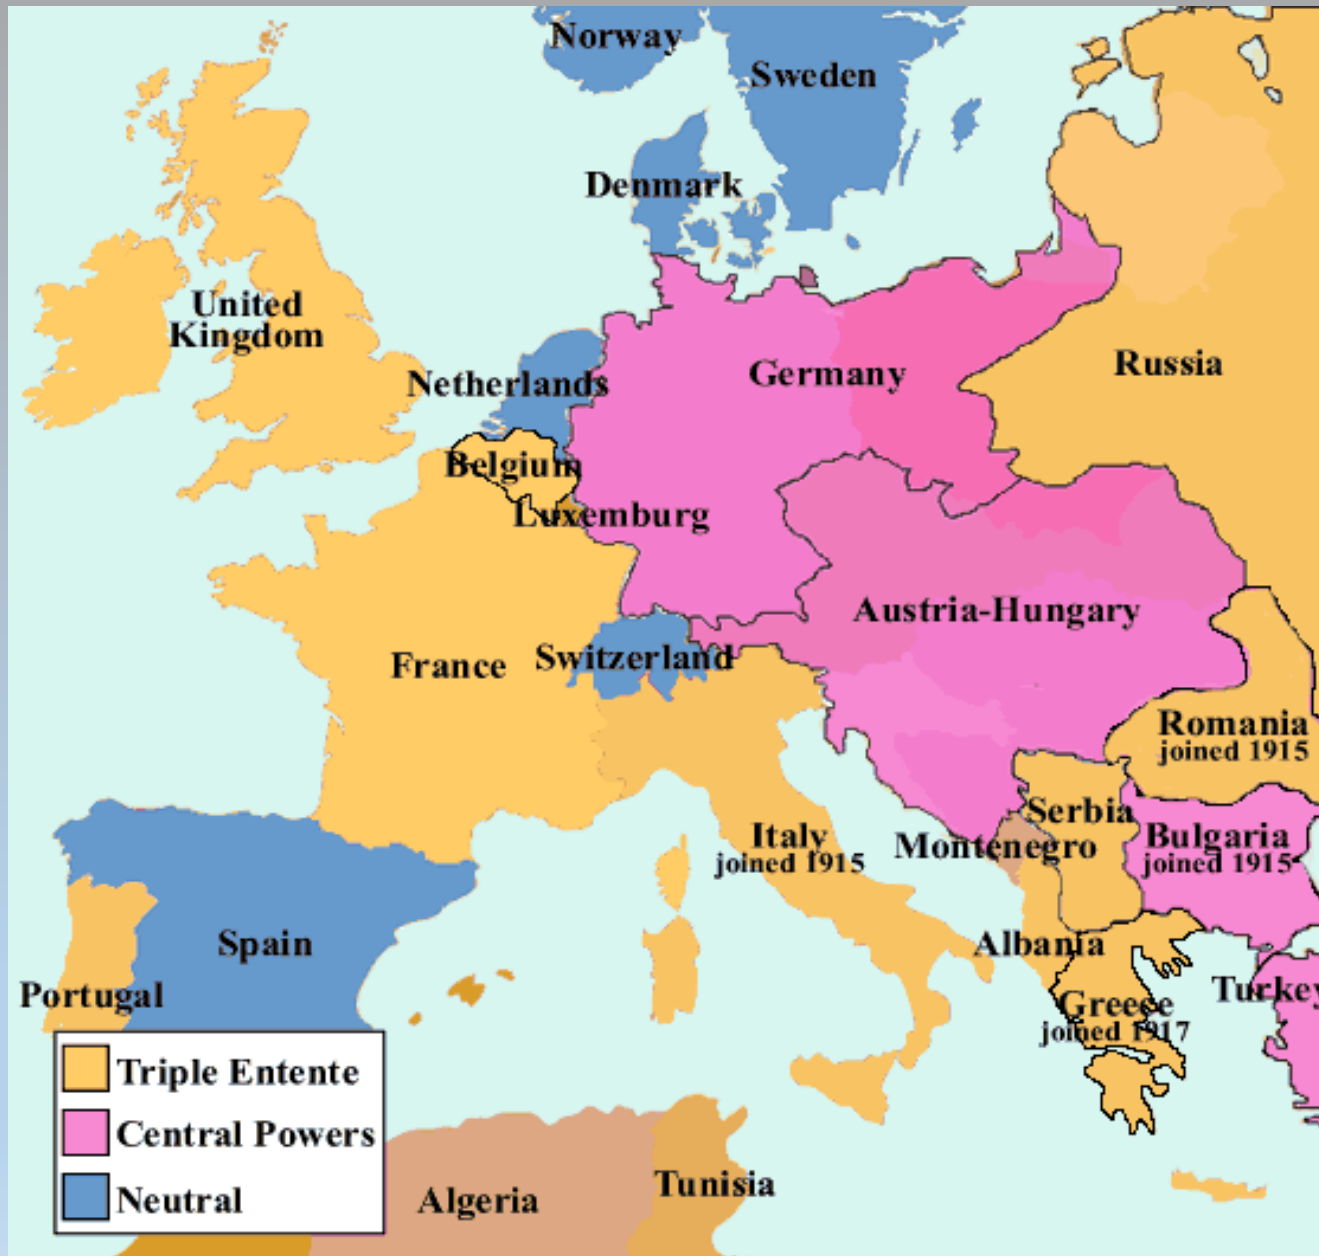 Norway
Sweden
Denmark
United
Kingdom
Netherlands
Germany
Russia
Belgium
Luxemburg
Austria-Hungary
France
Switzerland
Romania
joined 1915
Serbia
Italy
joined 1915
Montenegro
Bulgaria
joined 1915
Spain
Albania
Portugal
Greece
joined 1917
Turkey
Triple Entente
Central Powers
Neutral
Algeria
Tunisia